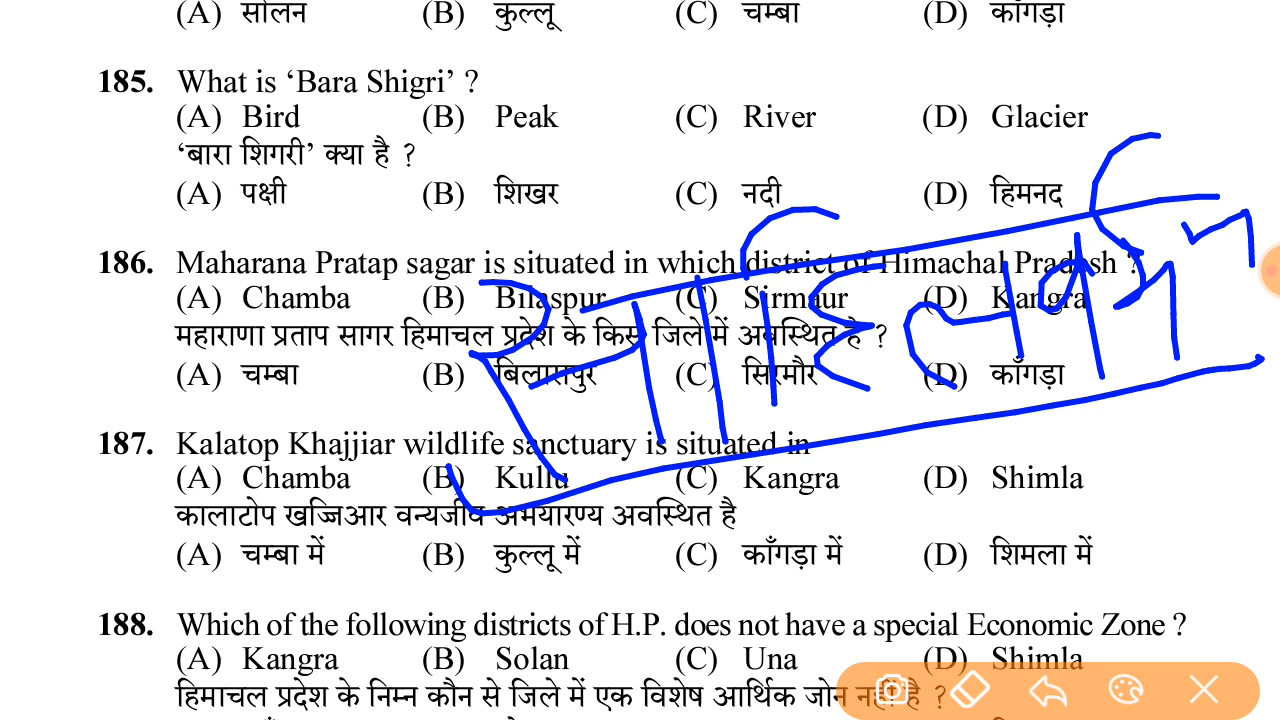 (A) सोलन (B) कुल्लू (C) चम्बा (D) काँगड़ा
185. What is ‘Bara Shigri’ ?
(A) Bird (B) Peak (C) River (D) Glacier
‘बारा शिगरी’ क्या है ?
(A) पक्षी (B) शिखर (C) नदी (D) हिमनद
186. Maharana Pratap sagar is situated in which district of Himachal Pradesh ?
(A) Chamba (B) Bilaspur (C) Sirmaur (D) Kangra
महाराणा प्रताप सागर हिमाचल प्रदेश के किस जिले में अवस्थित है ?
(A) चम्बा (B) बिलासपुर (C) सिरमौर (D) काँगड़ा
187. Kalatop Khajjiar wildlife sanctuary is situated in
(A) Chamba (B) Kullu (C) Kangra (D) Shimla
कालाटोप खज्जिआर वन्यजीव अभयारण्य अवस्थित है
(A) चम्बा में (B) कुल्लू में (C) काँगड़ा में (D) शिमला में
188. Which of the following districts of H.P. does not have a special Economic Zone ?
(A) Kangra (B) Solan (C) Una (D) Shimla
हिमाचल प्रदेश के निम्न कौन से जिले में एक विशेष आर्थिक जोन नहीं है ?